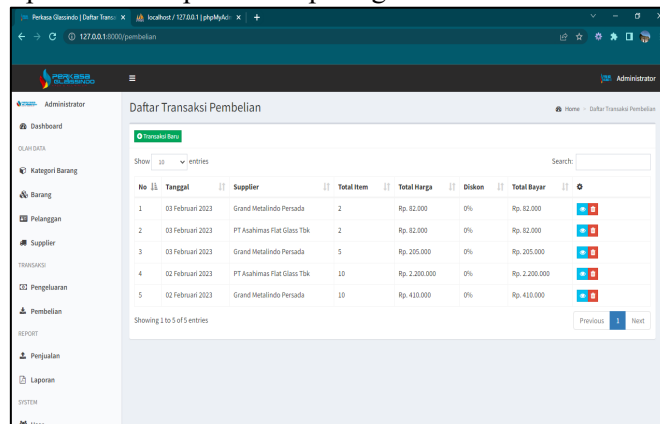 Perkasa Glassindo | Daftar Transa
localhost / 127.0.0.1 | phpMyAdm
127.0.0.1:8000/pembelian
PERKASA GLASSINDO
Administrator
Administrator
Daftar Transaksi Pembelian
Home
Daftar Transaksi Pembelian
Dashboard
OLAH DATA
Kategori Barang
Barang
Pelanggan
Supplier
TRANSAKSI
Pengeluaran
Pembelian
REPORT
Penjualan
Laporan
SYSTEM
Transaksi Baru
Show 10 entries
Search:
No Tanggal Supplier Total Item Total Harga Diskon Total Bayar
1 03 Februari 2023 Grand Metalindo Persada 2 Rp. 82.000 0% Rp. 82.000
2 03 Februari 2023 PT Asahimas Flat Glass Tbk 2 Rp. 82.000 0% Rp. 82.000
3 03 Februari 2023 Grand Metalindo Persada 5 Rp. 205.000 0% Rp. 205.000
4 02 Februari 2023 PT Asahimas Flat Glass Tbk 10 Rp. 2.200.000 0% Rp. 2.200.000
5 02 Februari 2023 Grand Metalindo Persada 10 Rp. 410.000 0% Rp. 410.000
Showing 1 to 5 of 5 entries
Previous 1 Next